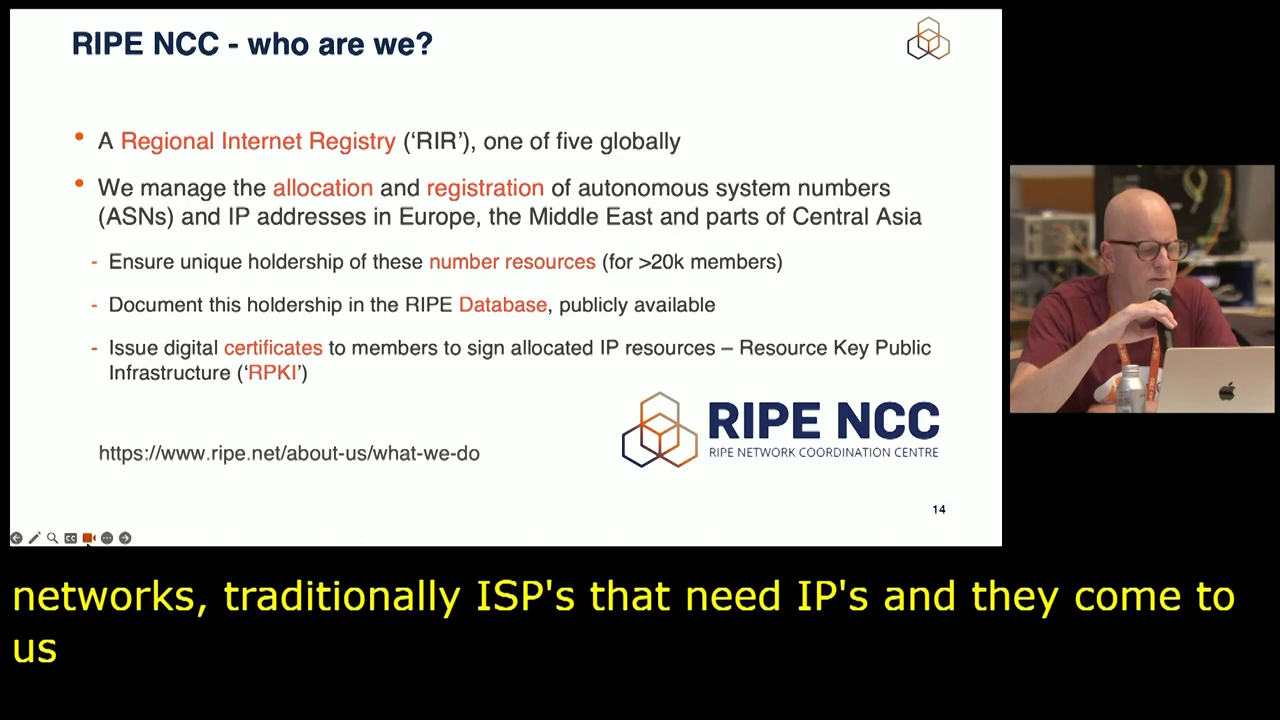 RIPE NCC - who are we?
• A Regional Internet Registry (‘RIR’), one of five globally
• We manage the allocation and registration of autonomous system numbers
(ASNs) and IP addresses in Europe, the Middle East and parts of Central Asia
- Ensure unique holdership of these number resources (for >20k members)
- Document this holdership in the RIPE Database, publicly available
- Issue digital certificates to members to sign allocated IP resources – Resource Key Public
Infrastructure (‘RPKI’)
RIPE NCC
RIPE NETWORK COORDINATION CENTRE
https://www.ripe.net/about-us/what-we-do
14
networks, traditionally ISP's that need IP's and they come to
us